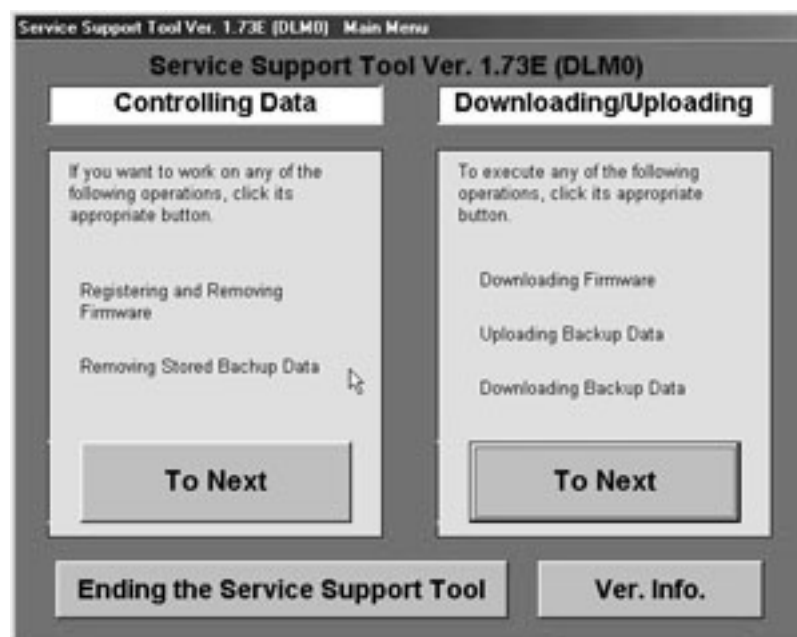 Service Support Tool Ver. 1.73E (DLM0) Main Menu
Service Support Tool Ver. 1.73E (DLM0)
Controlling Data
If you want to work on any of the
following operations, click its
appropriate button.
Registering and Removing
Firmware
Removing Stored Bachup Data
To Next
Downloading/Uploading
To execute any of the following
operations, click its appropriate
button.
Downloading Firmware
Uploading Backup Data
Downloading Backup Data
To Next
Ending the Service Support Tool
Ver. Info.